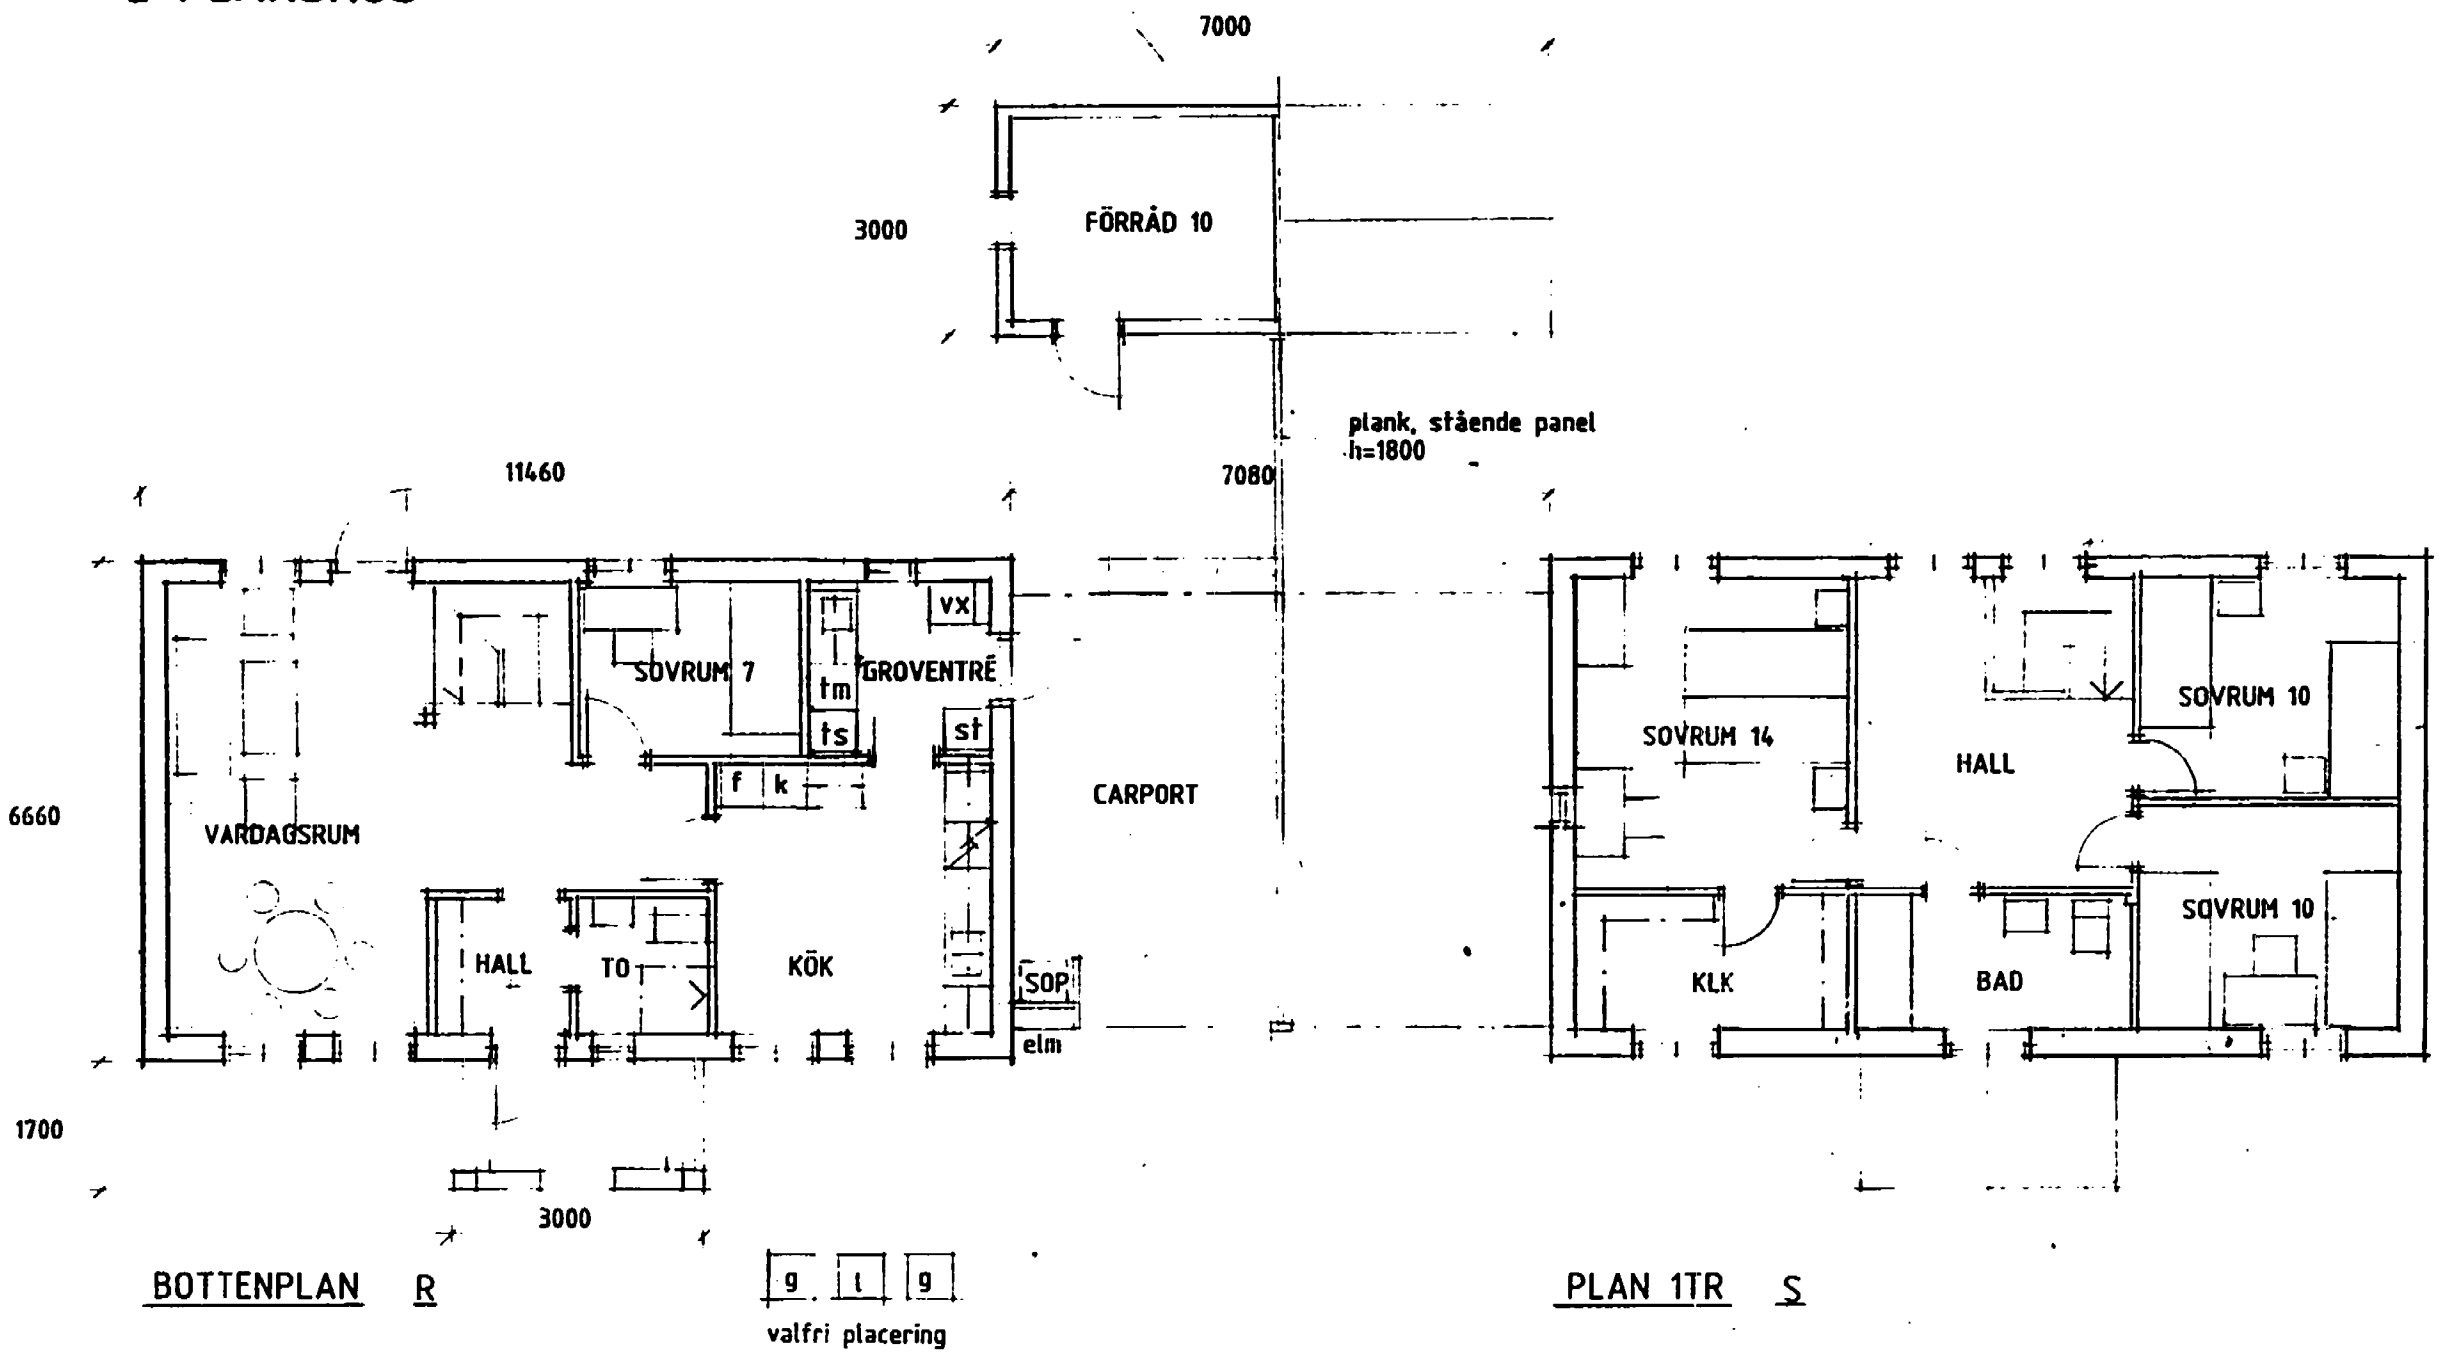 7000
FÖRRÅD 10
3000
plank, stående panel
h=1800
11460
7080
vx
SOVRUM 7
GROVENTRÉ
tm
ts
st
f k
SOVRUM 10
SOVRUM 14
HALL
CARPORT
6660
VARDAGSRUM
SOVRUM 10
HALL
TO
KÖK
SOP
KLK
BAD
elm
1700
3000
BOTTENPLAN R
g l g
valfri placering
PLAN 1TR S